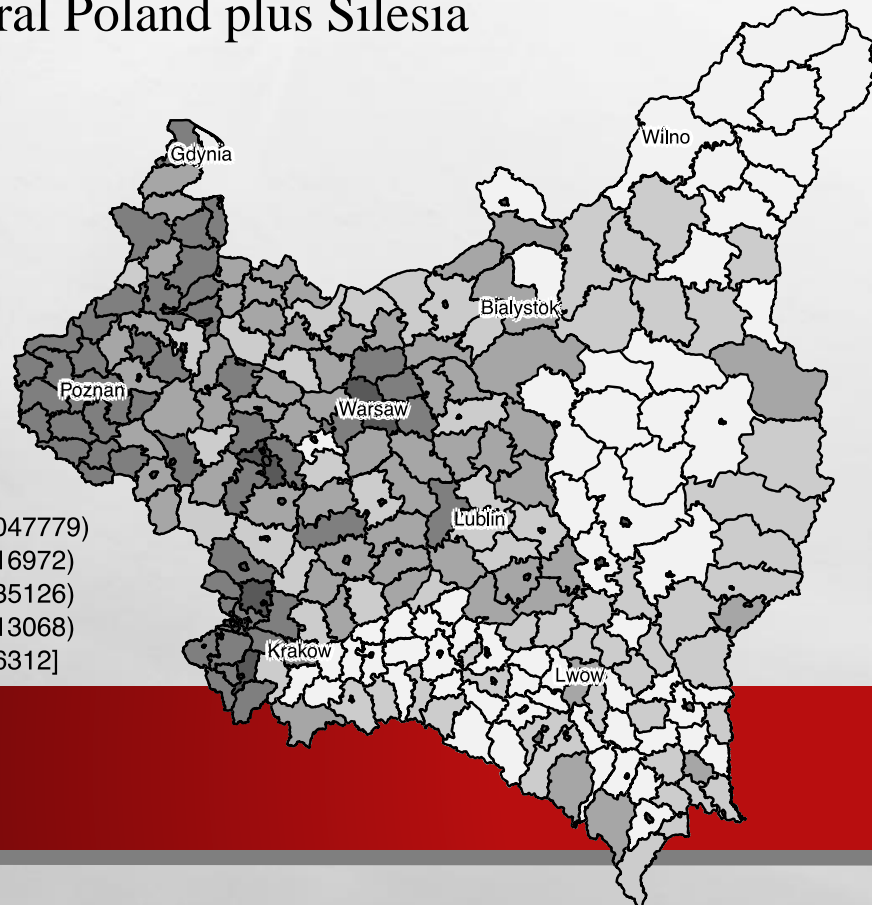 ral Poland plus Silesia
Wilno
Gdynia
Bialystok
Poznan
Warsaw
047779)
Lublin
16972)
35126)
13068)
Krakow
6312]
Lwow